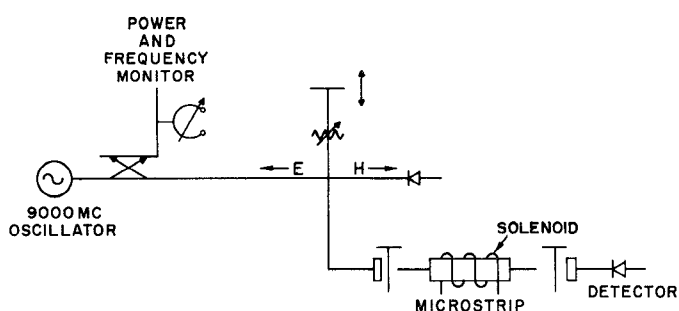 POWER
AND
FREQUENCY
MONITOR
E
H
9000 MC
OSCILLATOR
SOLENOID
MICROSTRIP
DETECTOR